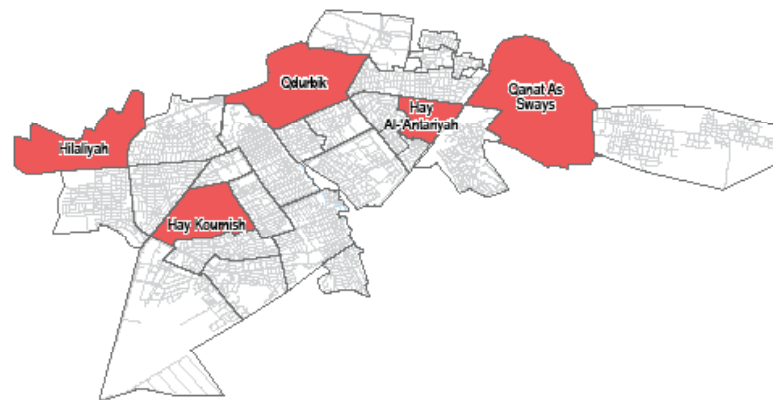 Qdurbik
Qanat As
Sways
Hay
Al-'Antariyah
Hilaliyah
Hay Koumish